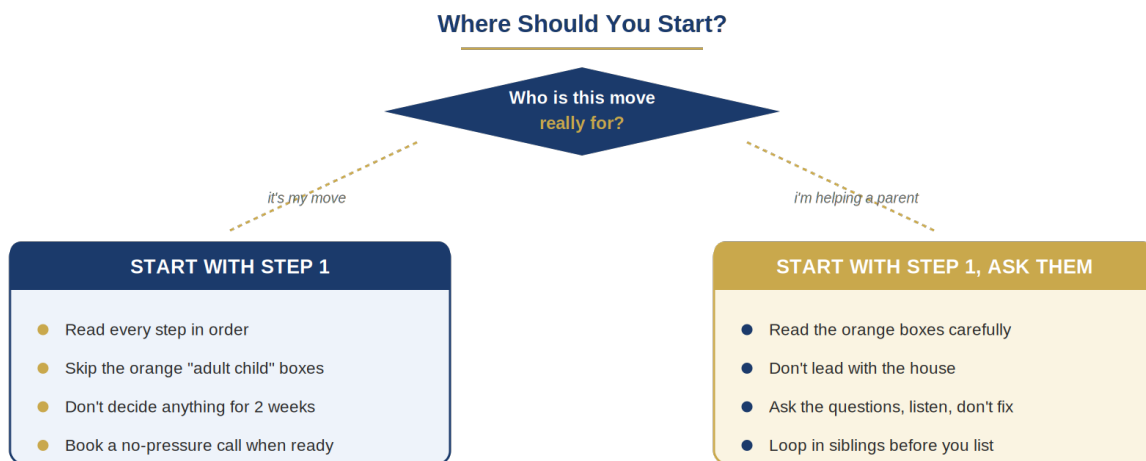 Where Should You Start?
Who is this move
really for?
it's my move
i'm helping a parent
START WITH STEP 1
Read every step in order
Skip the orange "adult child" boxes
Don't decide anything for 2 weeks
Book a no-pressure call when ready
START WITH STEP 1, ASK THEM
Read the orange boxes carefully
Don't lead with the house
Ask the questions, listen, don't fix
Loop in siblings before you list